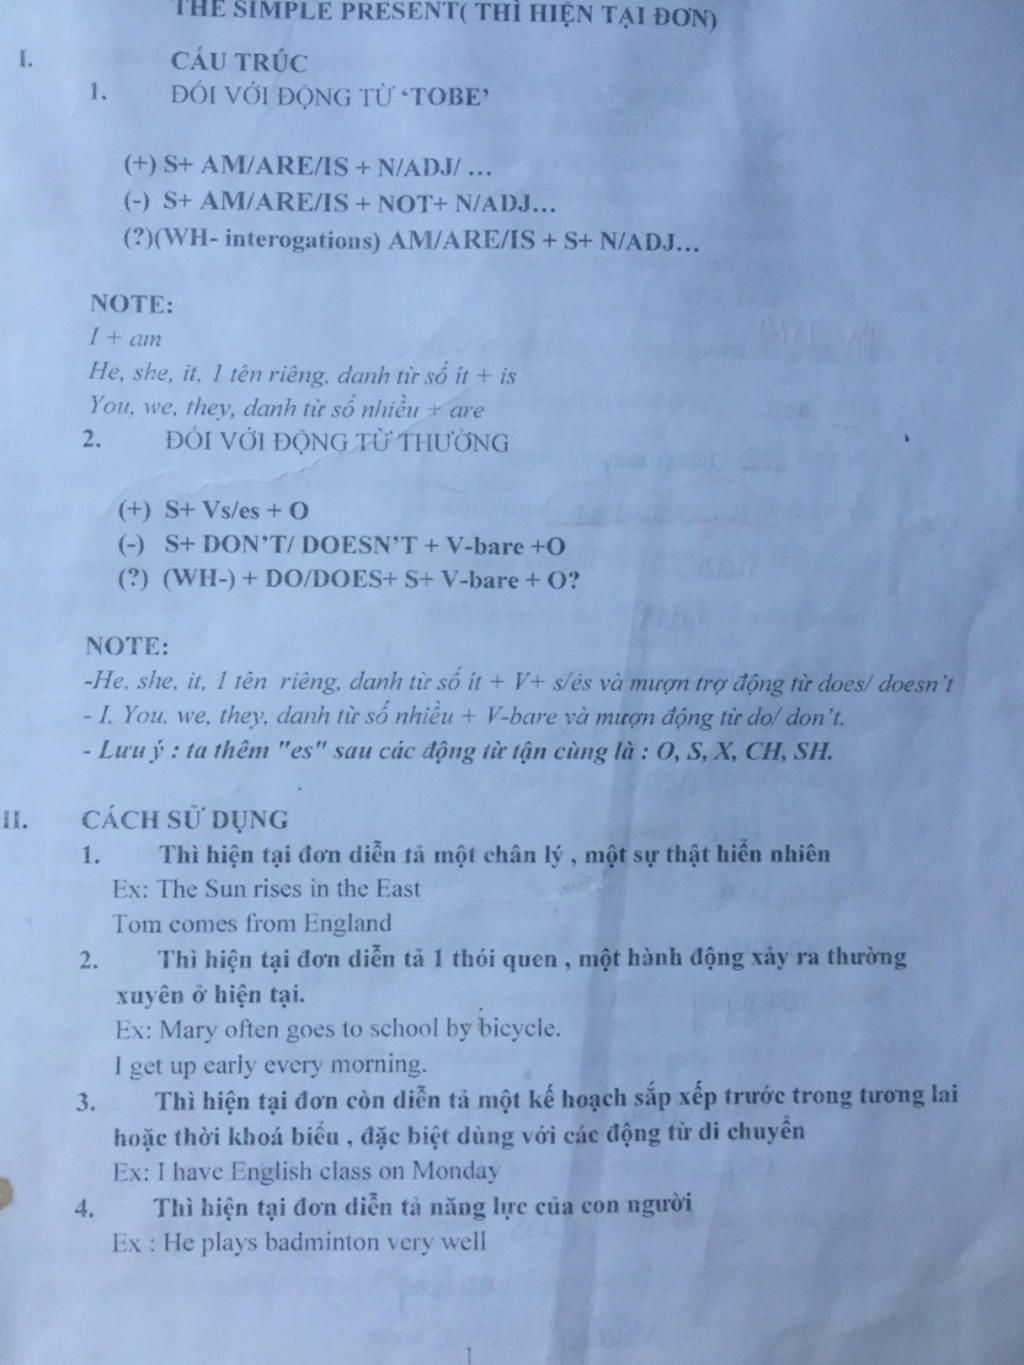 THE SIMPLE PRESENT( THÌ HIỆN TẠI ĐƠN)
I. CẤU TRÚC
1. ĐỐI VỚI ĐỘNG TỪ ‘TOBE’
(+) S+ AM/ARE/IS + N/ADJ/ …
(-) S+ AM/ARE/IS + NOT+ N/ADJ…
(?)(WH- interogations) AM/ARE/IS + S+ N/ADJ…
NOTE:
I + am
He, she, it, 1 tên riêng, danh từ số ít + is
You, we, they, danh từ số nhiều + are
2. ĐỐI VỚI ĐỘNG TỪ THƯỜNG
(+) S+ Vs/es + O
(-) S+ DON’T/ DOESN’T + V-bare +O
(?) (WH-) + DO/DOES+ S+ V-bare + O?
NOTE:
-He, she, it, 1 tên riêng, danh từ số ít + V+ s/es và mượn trợ động từ does/ doesn’t
- I, You, we, they, danh từ số nhiều + V-bare và mượn động từ do/ don’t.
- Lưu ý : ta thêm "es" sau các động từ tận cùng là : O, S, X, CH, SH.
II. CÁCH SỬ DỤNG
1. Thì hiện tại đơn diễn tả một chân lý , một sự thật hiển nhiên
Ex: The Sun rises in the East
Tom comes from England
2. Thì hiện tại đơn diễn tả 1 thói quen , một hành động xảy ra thường
xuyên ở hiện tại.
Ex: Mary often goes to school by bicycle.
I get up early every morning.
3. Thì hiện tại đơn còn diễn tả một kế hoạch sắp xếp trước trong tương lai
hoặc thời khoá biểu , đặc biệt dùng với các động từ di chuyển
Ex: I have English class on Monday
4. Thì hiện tại đơn diễn tả năng lực của con người
Ex : He plays badminton very well
1